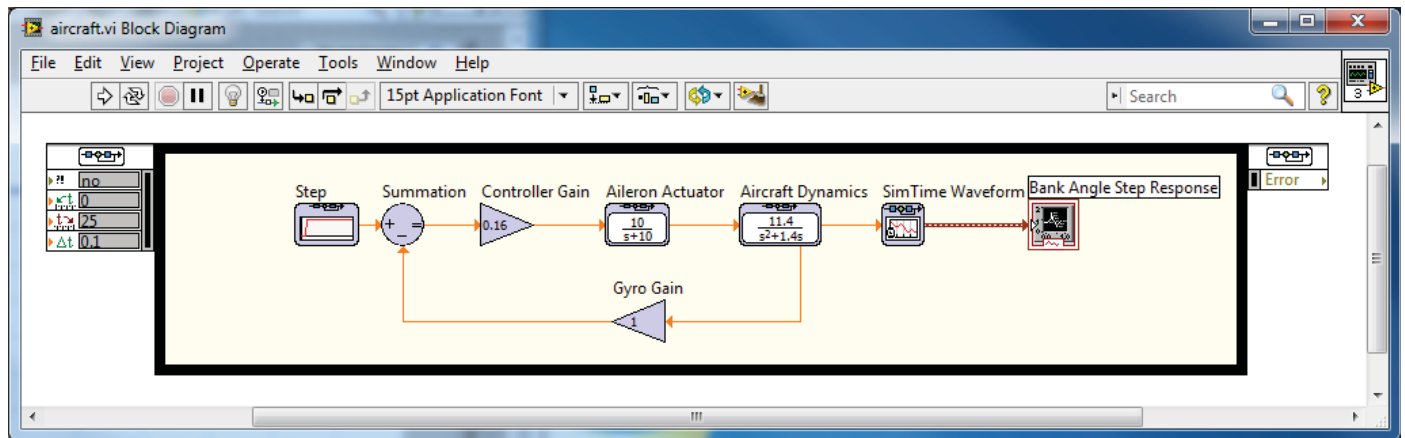 aircraft.vi Block Diagram
File Edit View Project Operate Tools Window Help
15pt Application Font
Search
3
no
0
25
Δt 0.1
Error
Step Summation Controller Gain Aileron Actuator Aircraft Dynamics SimTime Waveform Bank Angle Step Response
+ − =
0.16
10
s+10
11.4
s²+1.4s
Gyro Gain
1